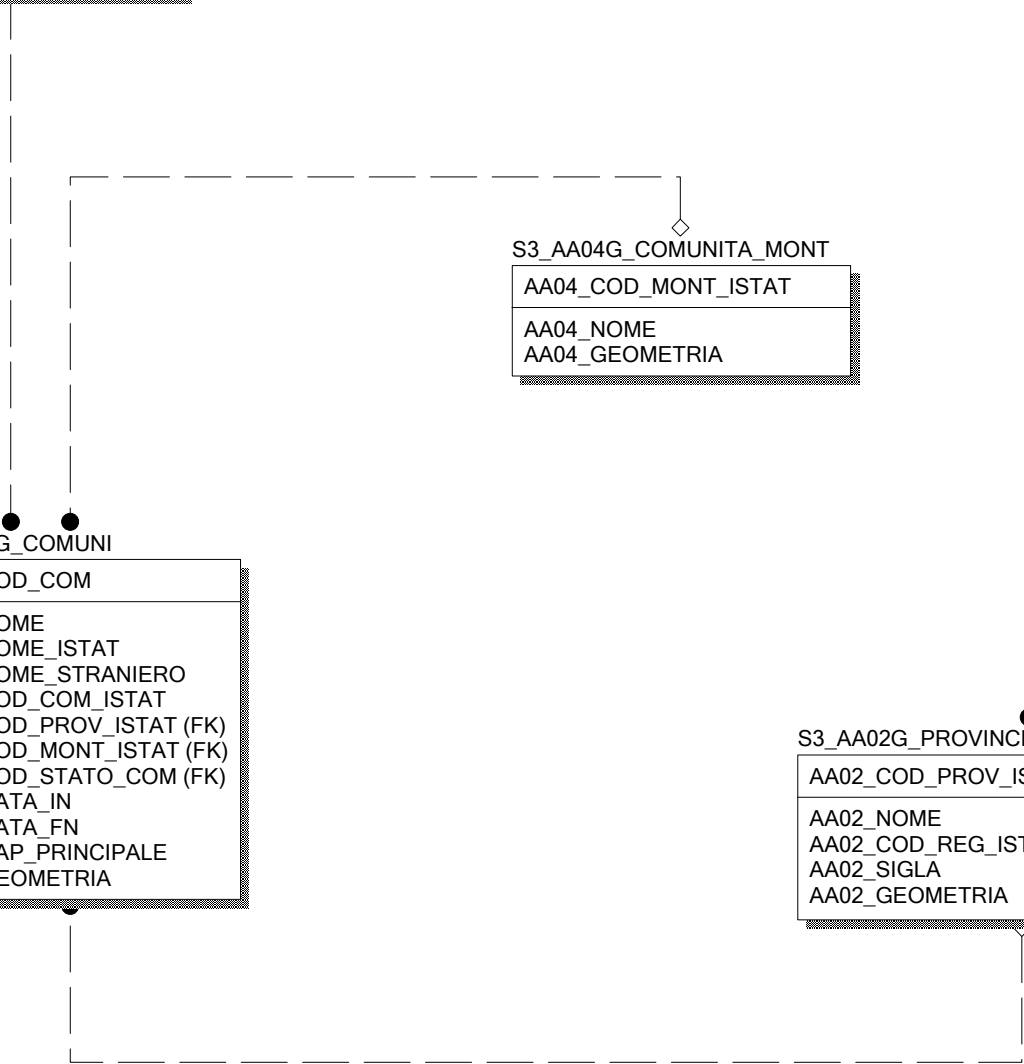 S3_AA04G_COMUNITA_MONT
AA04_COD_MONT_ISTAT
AA04_NOME
AA04_GEOMETRIA
G_COMUNI
OD_COM
OME
OME_ISTAT
OME_STRANIERO
OD_COM_ISTAT
OD_PROV_ISTAT (FK)
OD_MONT_ISTAT (FK)
OD_STATO_COM (FK)
ATA_IN
ATA_FN
AP_PRINCIPALE
EOMETRIA
S3_AA02G_PROVINCI
AA02_COD_PROV_IS
AA02_NOME
AA02_COD_REG_IST
AA02_SIGLA
AA02_GEOMETRIA